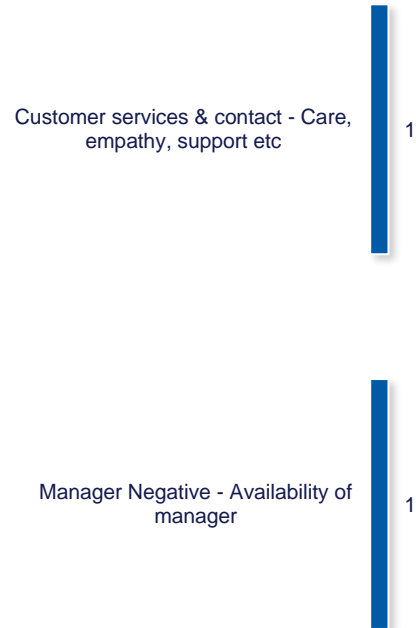 Customer services & contact - Care,
empathy, support etc
1
Manager Negative - Availability of
manager
1